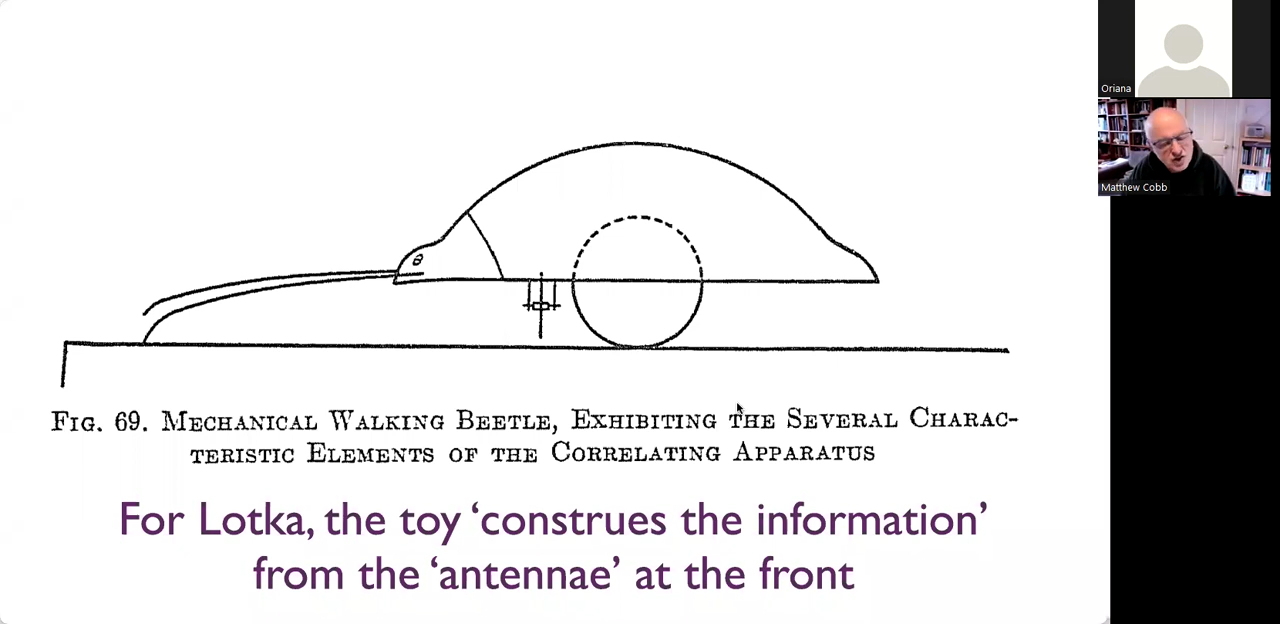 Oriana
Matthew Cobb
FIG. 69. MECHANICAL WALKING BEETLE, EXHIBITING THE SEVERAL CHARAC-
TERISTIC ELEMENTS OF THE CORRELATING APPARATUS
For Lotka, the toy ‘construes the information’
from the ‘antennae’ at the front